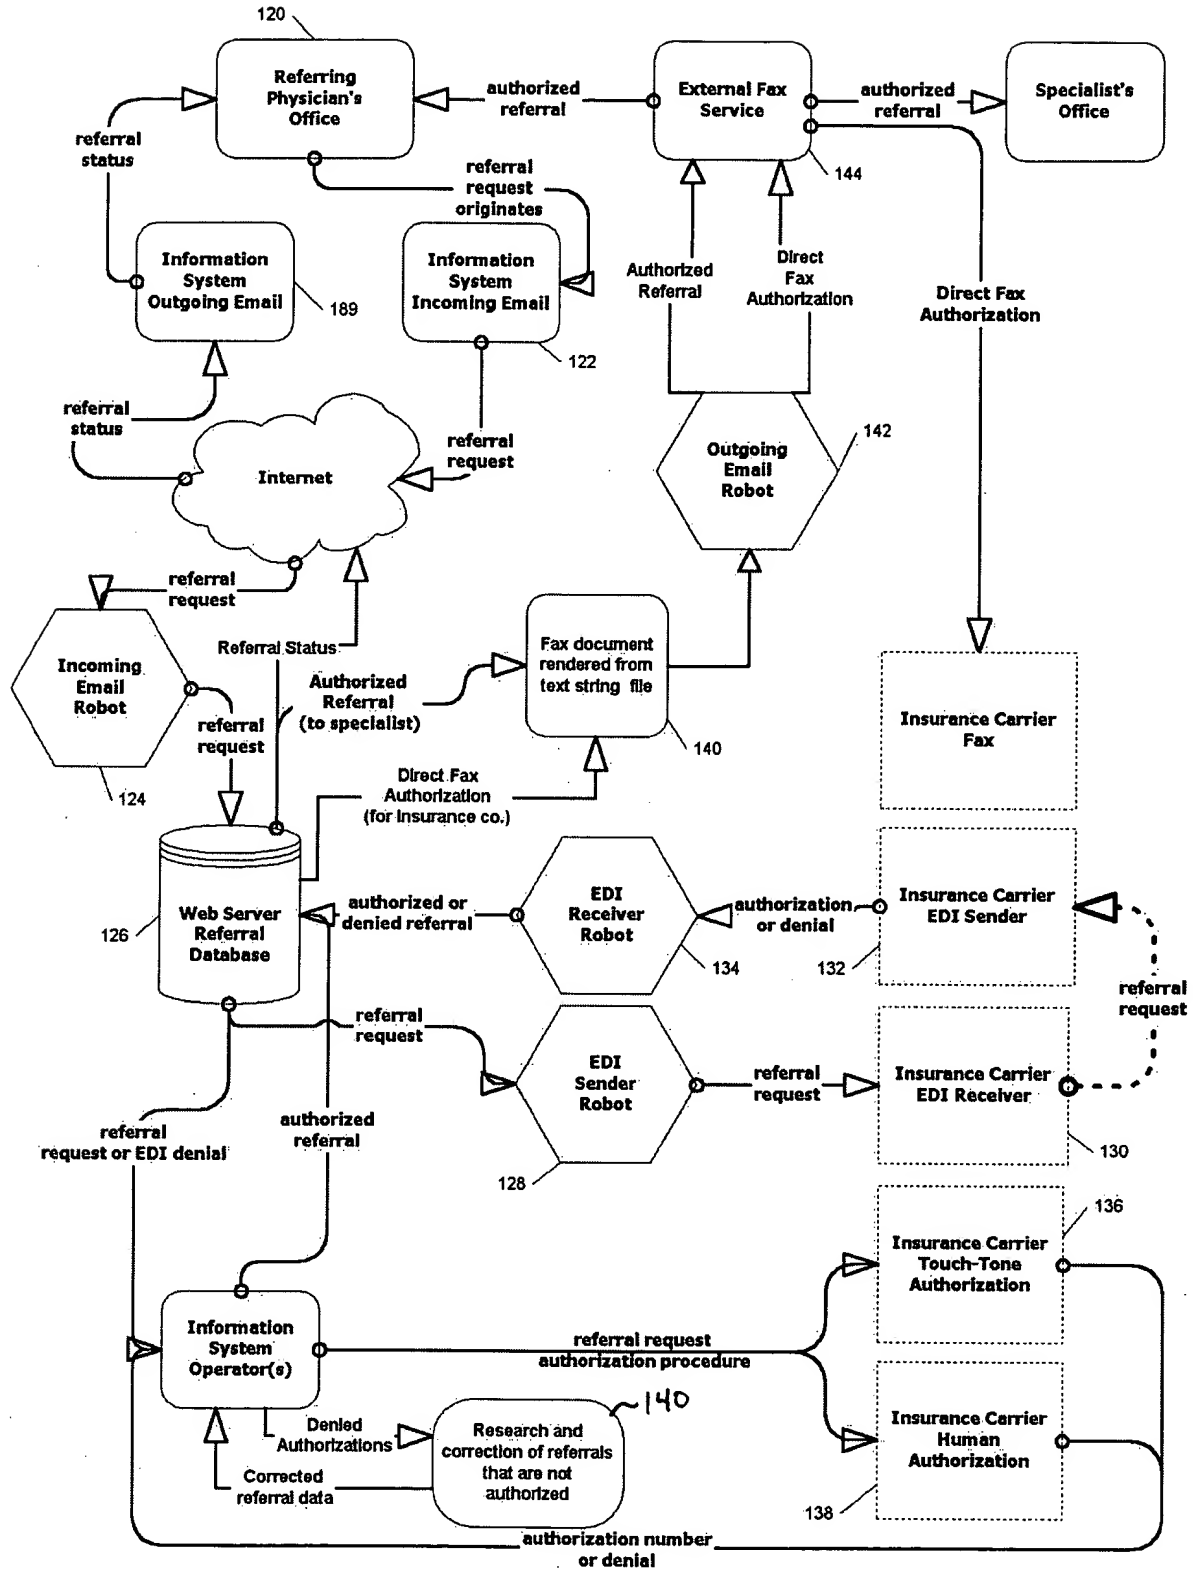 120
Referring
Physician's
Office
authorized
referral
External Fax
Service
authorized
referral
Specialist's
Office
144
referral
status
referral
request
originates
Information
System
Outgoing Email
189
Information
System
Incoming Email
122
Authorized
Referral
Direct
Fax
Authorization
Direct Fax
Authorization
referral
status
Internet
referral
request
Outgoing
Email
Robot
142
referral
request
Referral Status
Incoming
Email
Robot
124
referral
request
Authorized
Referral
(to specialist)
Fax document
rendered from
text string file
140
Insurance Carrier
Fax
Direct Fax
Authorization
(for Insurance co.)
Web Server
Referral
Database
126
authorized or
denied referral
EDI
Receiver
Robot
134
authorization
or denial
Insurance Carrier
EDI Sender
132
referral
request
referral
request
EDI
Sender
Robot
128
referral
request
Insurance Carrier
EDI Receiver
130
referral
request or EDI denial
authorized
referral
136
Insurance Carrier
Touch-Tone
Authorization
Information
System
Operator(s)
referral request
authorization procedure
Insurance Carrier
Human
Authorization
138
Denied
Authorizations
Corrected
referral data
Research and
correction of referrals
that are not
authorized
140
authorization number
or denial